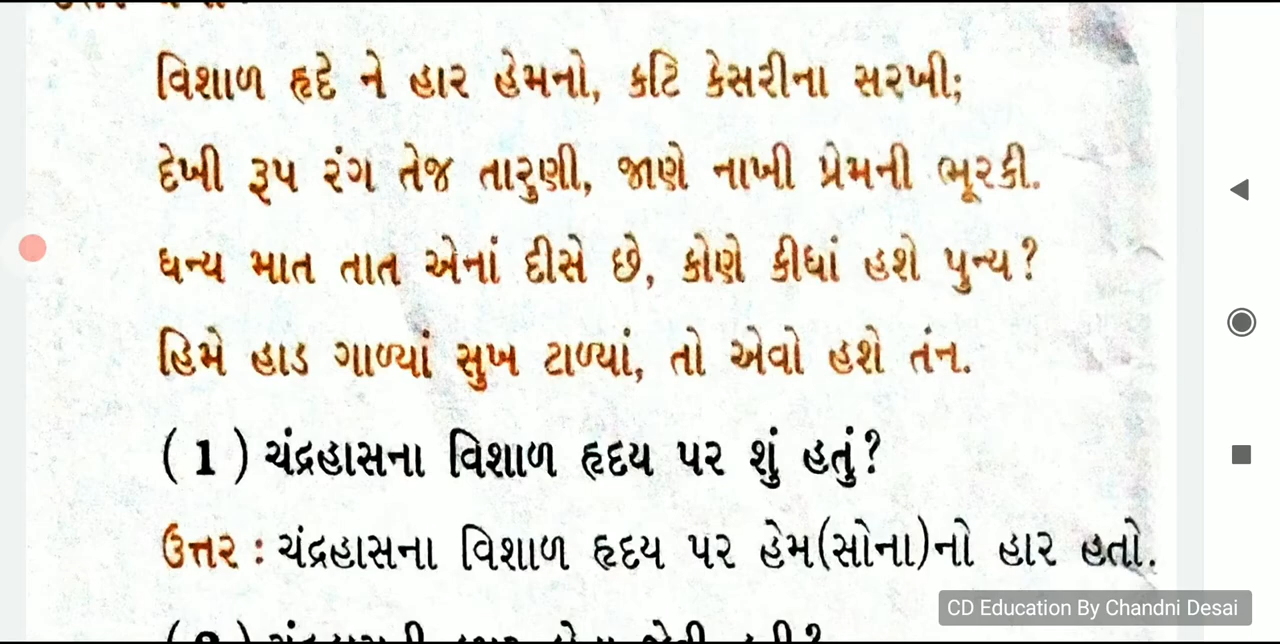 વિશાળ હૃદે ને હાર હેમનો, કટિ કેસરીના સરખી;
દેખી રૂપ રંગ તેજ તારુણી, જાણે નાખી પ્રેમની ભૂરકી.
ધન્ય માત તાત એનાં દીસે છે, કોણે કીધાં હશે પુન્ય?
હિમે હાડ ગાળ્યાં સુખ ટાળ્યાં, તો એવો હશે તંન.
(1) ચંદ્રહાસના વિશાળ હૃદય પર શું હતું?
ઉત્તર : ચંદ્રહાસના વિશાળ હૃદય પર હેમ(સોના)નો હાર હતો.
CD Education By Chandni Desai